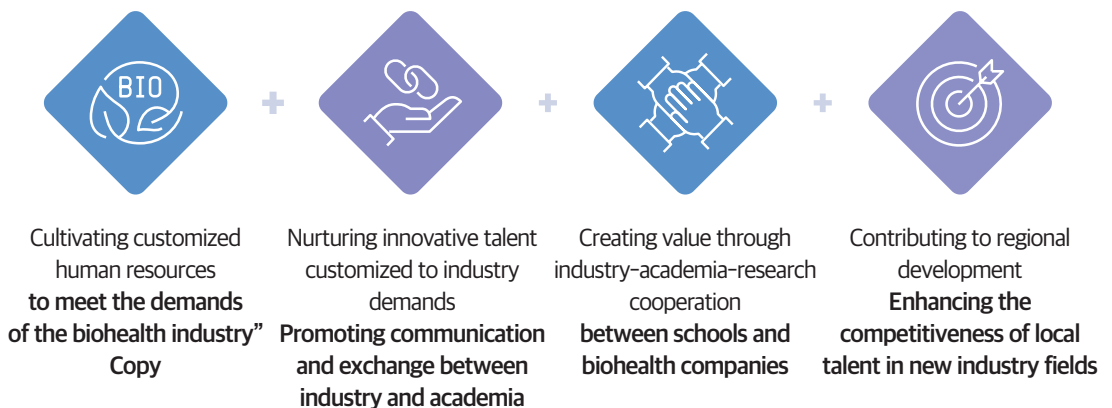 BIO
Cultivating customized
human resources
to meet the demands
of the biohealth industry”
Copy
Nurturing innovative talent
customized to industry
demands
Promoting communication
and exchange between
industry and academia
Creating value through
industry-academia-research
cooperation
between schools and
biohealth companies
Contributing to regional
development
Enhancing the
competitiveness of local
talent in new industry fields